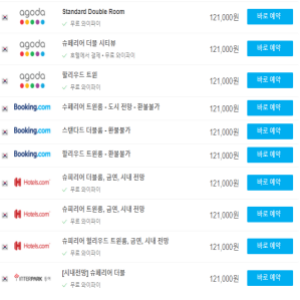 agoda
Standard Double Room
무료 와이파이
121,000원
바로 예약
agoda
슈페리어 더블 시티뷰
호텔에서 결제 • 무료 와이파이
121,000원
바로 예약
agoda
할리우드 트윈
무료 와이파이
121,000원
바로 예약
Booking.com
수페리어 트윈룸 - 도시 전망 - 환불불가
121,000원
바로 예약
Booking.com
스탠다드 더블룸 - 환불불가
121,000원
바로 예약
Booking.com
할리우드 트윈룸 - 환불불가
121,000원
바로 예약
Hotels.com
슈피리어 더블룸, 금연, 시내 전망
무료 와이파이
121,000원
바로 예약
Hotels.com
슈피리어 트윈룸, 금연, 시내 전망
무료 와이파이
121,000원
바로 예약
Hotels.com
슈피리어 할리우드 트윈룸, 금연, 시내 전망
무료 와이파이
121,000원
바로 예약
INTERPARK 투어
[시내전망] 슈페리어 더블
무료 와이파이
121,000원
바로 예약